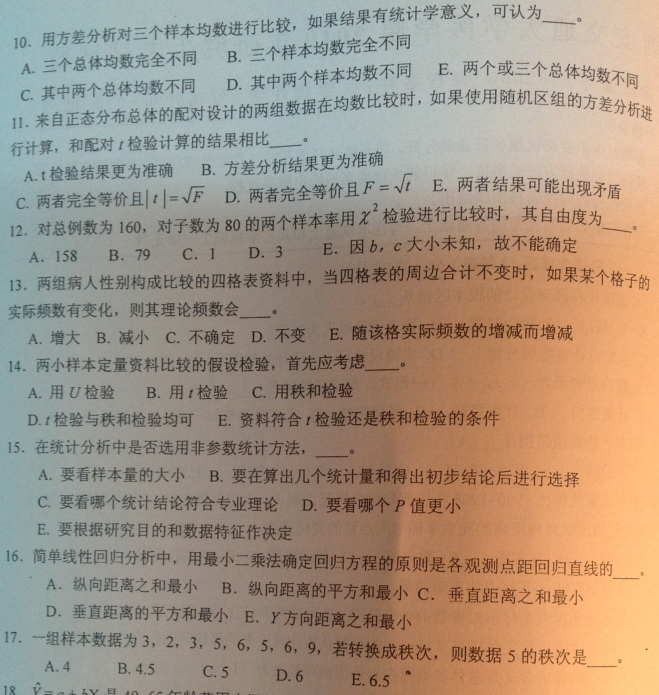 10. 用方差分析对三个样本均数进行比较，如果结果有统计学意义，可认为____。
A. 三个总体均数完全不同 B. 三个样本均数完全不同
C. 其中两个总体均数不同 D. 其中两个样本均数不同 E. 两个或三个总体均数不同
11. 来自正态分布总体的配对设计的两组数据在均数比较时，如果使用随机区组的方差分析进
行计算，和配对 t 检验计算的结果相比____。
A. t 检验结果更为准确 B. 方差分析结果更为准确
C. 两者完全等价且|t|=√F D. 两者完全等价且 F=√t E. 两者结果可能出现矛盾
12. 对总例数为 160，对子数为 80 的两个样本率用 χ² 检验进行比较时，其自由度为____。
A. 158 B. 79 C. 1 D. 3 E. 因 b，c 大小未知，故不能确定
13. 两组病人性别构成比较的四格表资料中，当四格表的周边合计不变时，如果某个格子的
实际频数有变化，则其理论频数会____。
A. 增大 B. 减小 C. 不确定 D. 不变 E. 随该格实际频数的增减而增减
14. 两小样本定量资料比较的假设检验，首先应考虑____。
A. 用 U 检验 B. 用 t 检验 C. 用秩和检验
D. t 检验与秩和检验均可 E. 资料符合 t 检验还是秩和检验的条件
15. 在统计分析中是否选用非参数统计方法，____。
A. 要看样本量的大小 B. 要在算出几个统计量和得出初步结论后进行选择
C. 要看哪个统计结论符合专业理论 D. 要看哪个 P 值更小
E. 要根据研究目的和数据特征作决定
16. 简单线性回归分析中，用最小二乘法确定回归方程的原则是各观测点距回归直线的____。
A. 纵向距离之和最小 B. 纵向距离的平方和最小 C. 垂直距离之和最小
D. 垂直距离的平方和最小 E. Y 方向距离之和最小
17. 一组样本数据为 3，2，3，5，6，5，6，9，若转换成秩次，则数据 5 的秩次是____。
A. 4 B. 4.5 C. 5 D. 6 E. 6.5
18